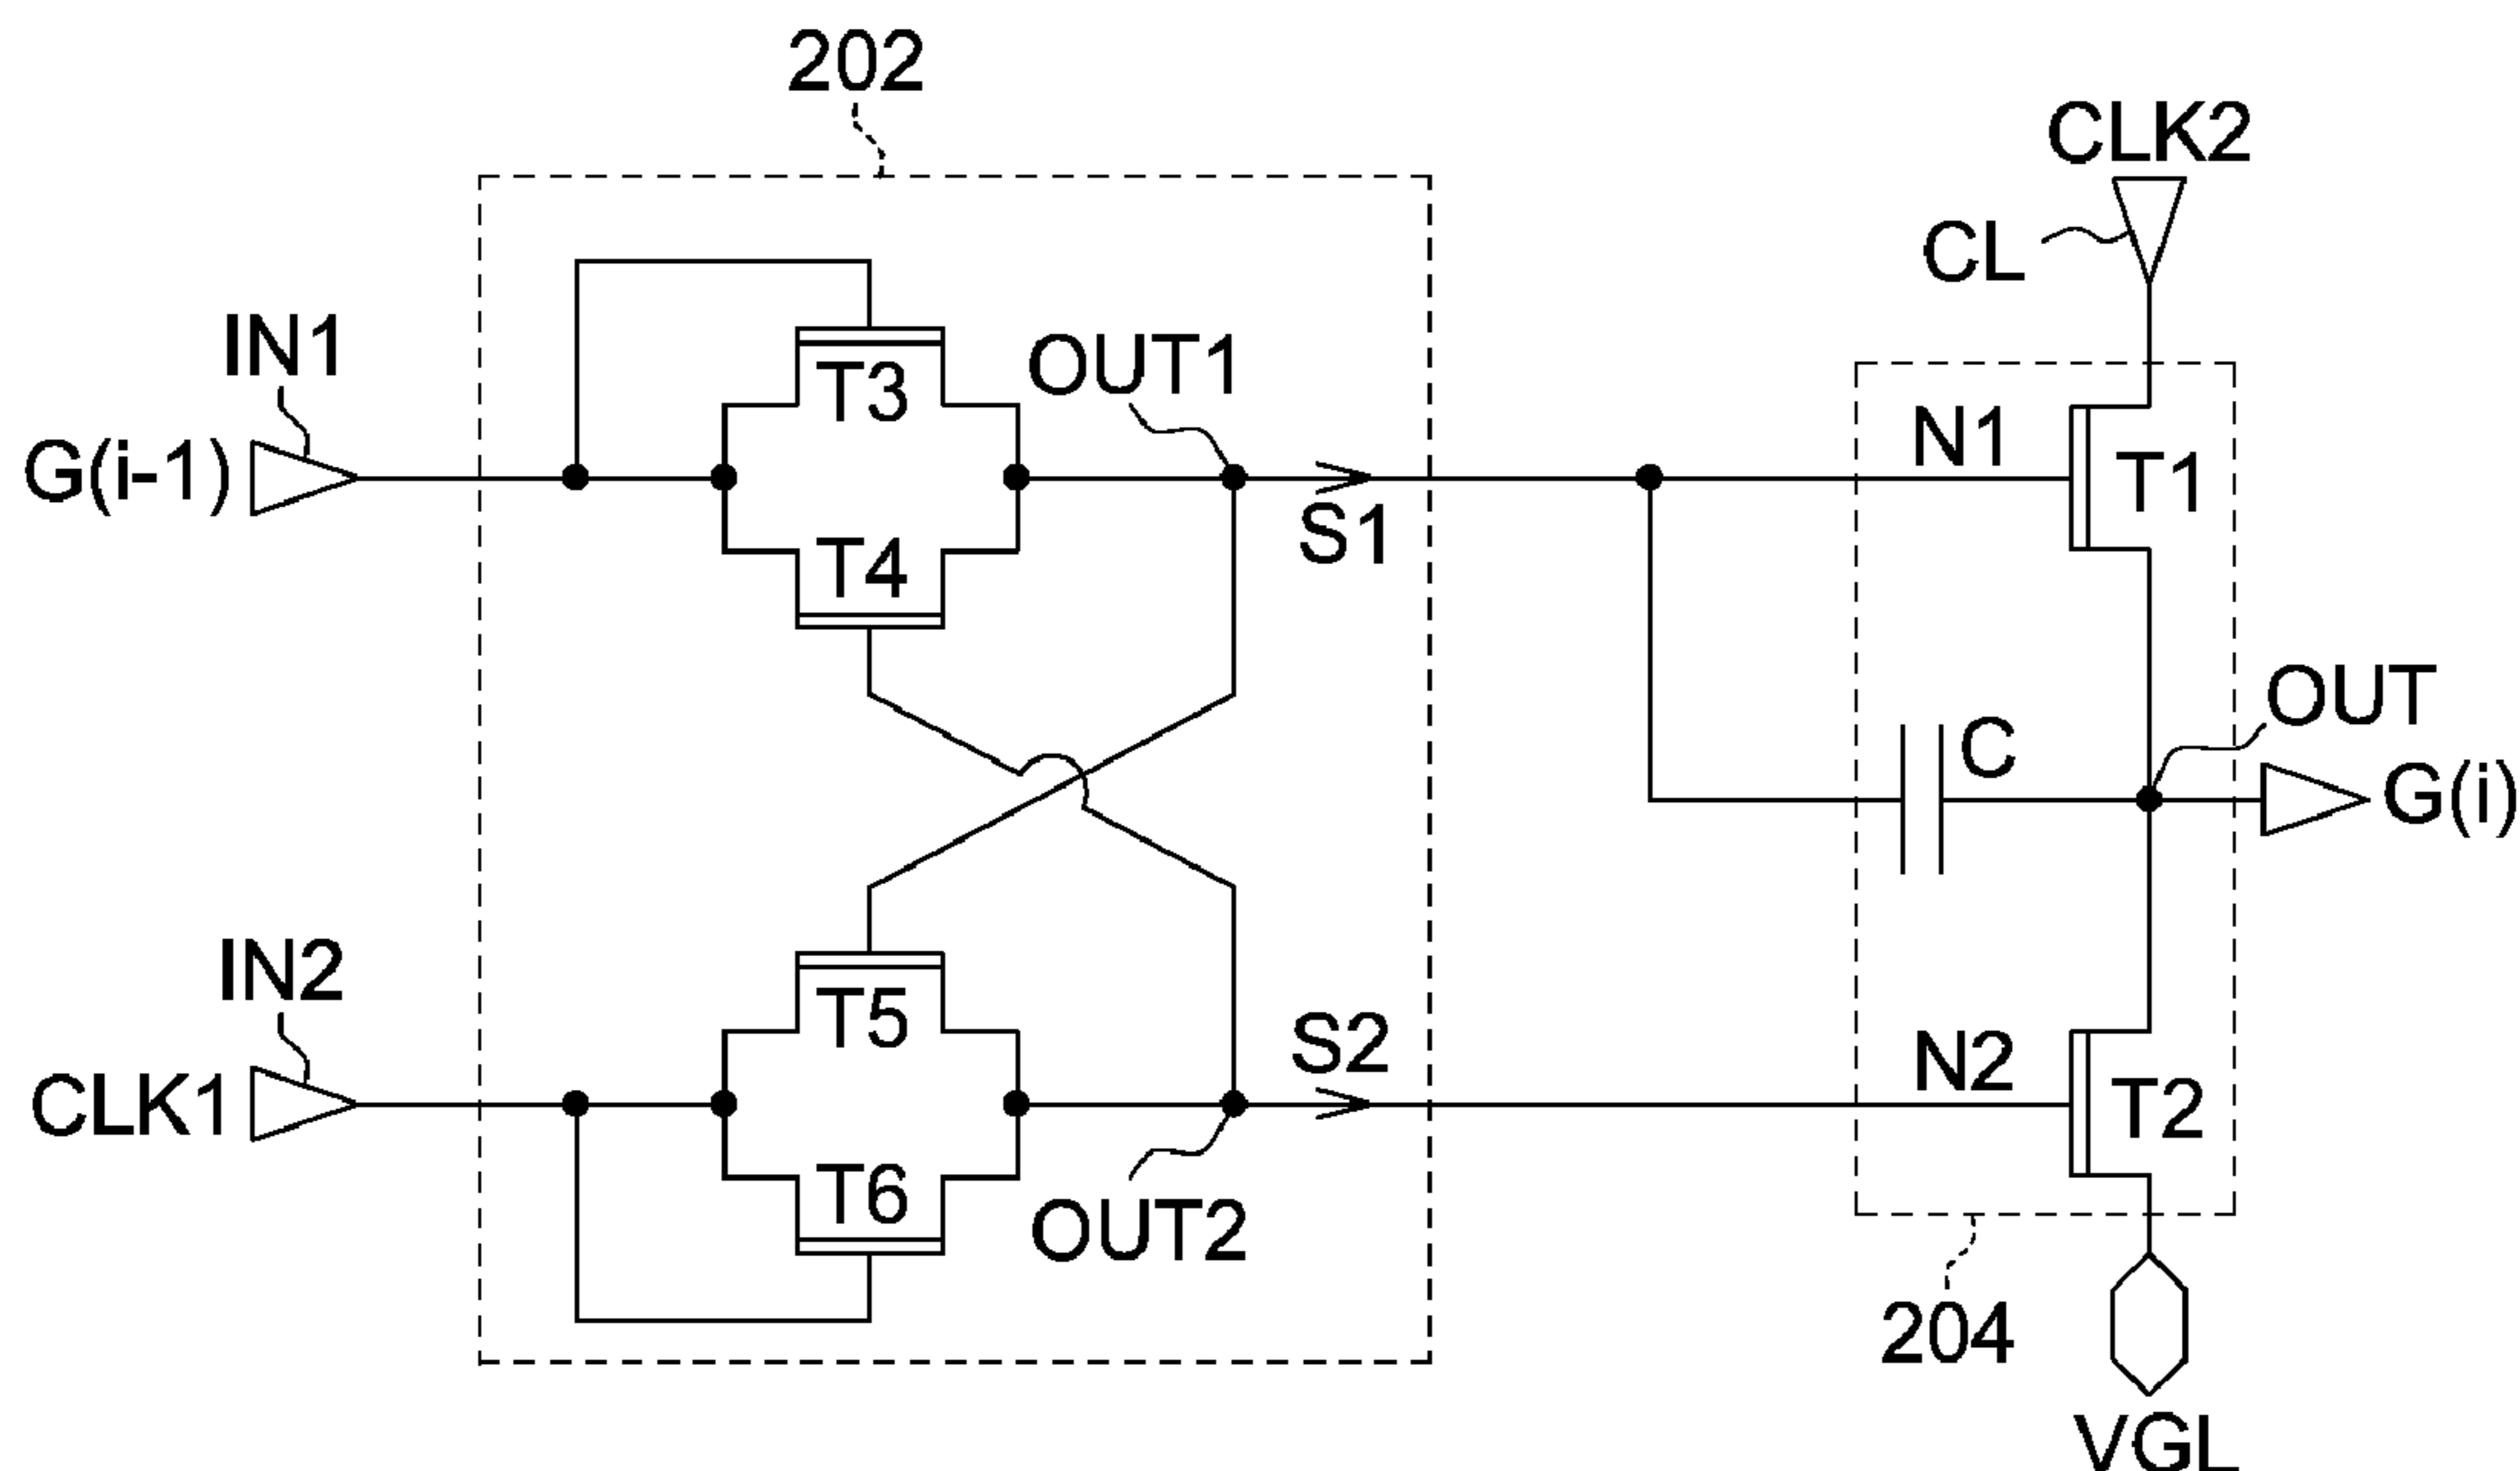 202
CLK2
CL
IN1
OUT1
T3
N1
T1
G(i-1)
S1
T4
OUT
C
G(i)
IN2
T5
S2
N2
T2
CLK1
T6
OUT2
204
VGL